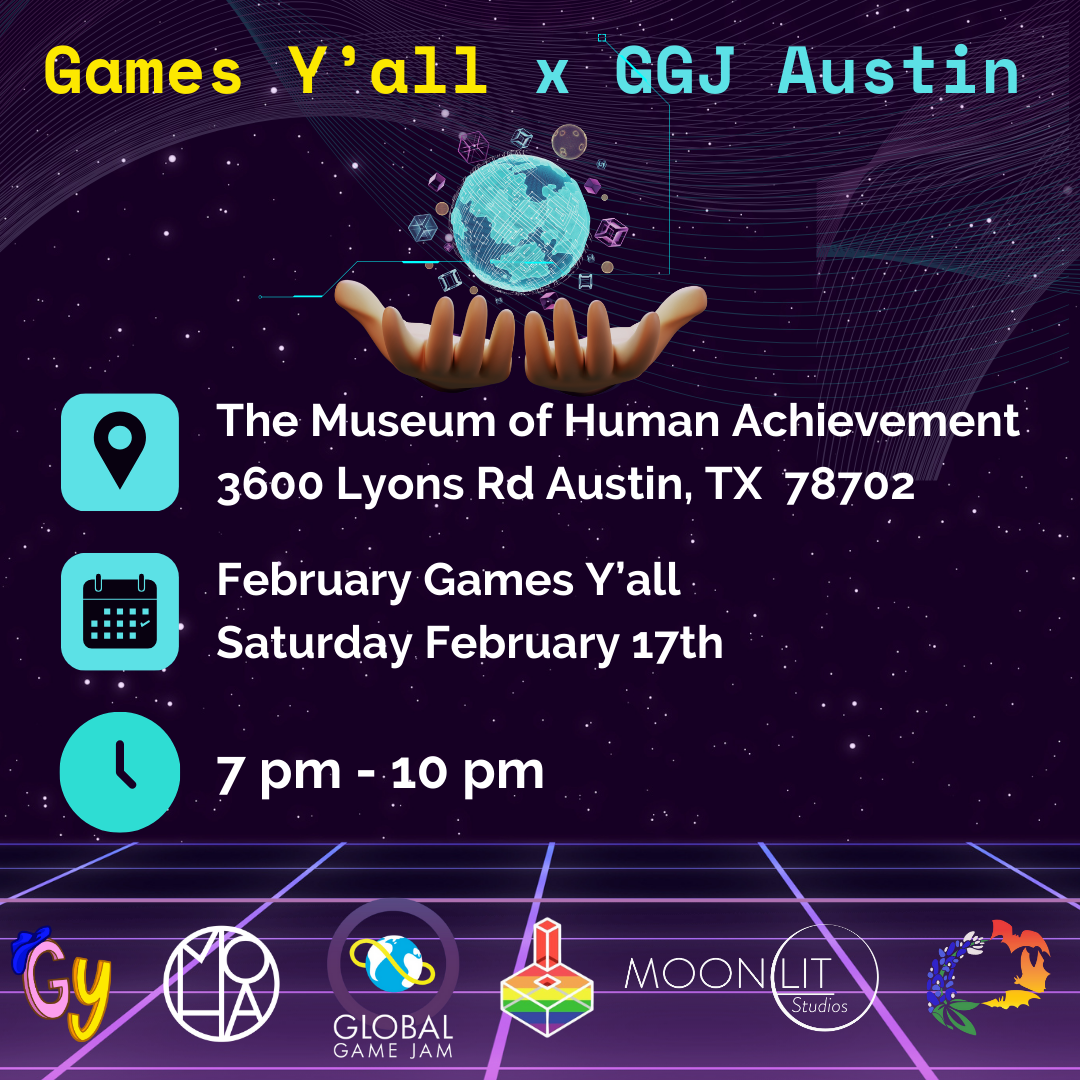 Games Y’all x GGJ Austin
The Museum of Human Achievement
3600 Lyons Rd Austin, TX  78702
February Games Y’all
Saturday February 17th
7 pm - 10 pm
Gy
MOHA
GLOBAL
GAME JAM
MOONLIT
Studios